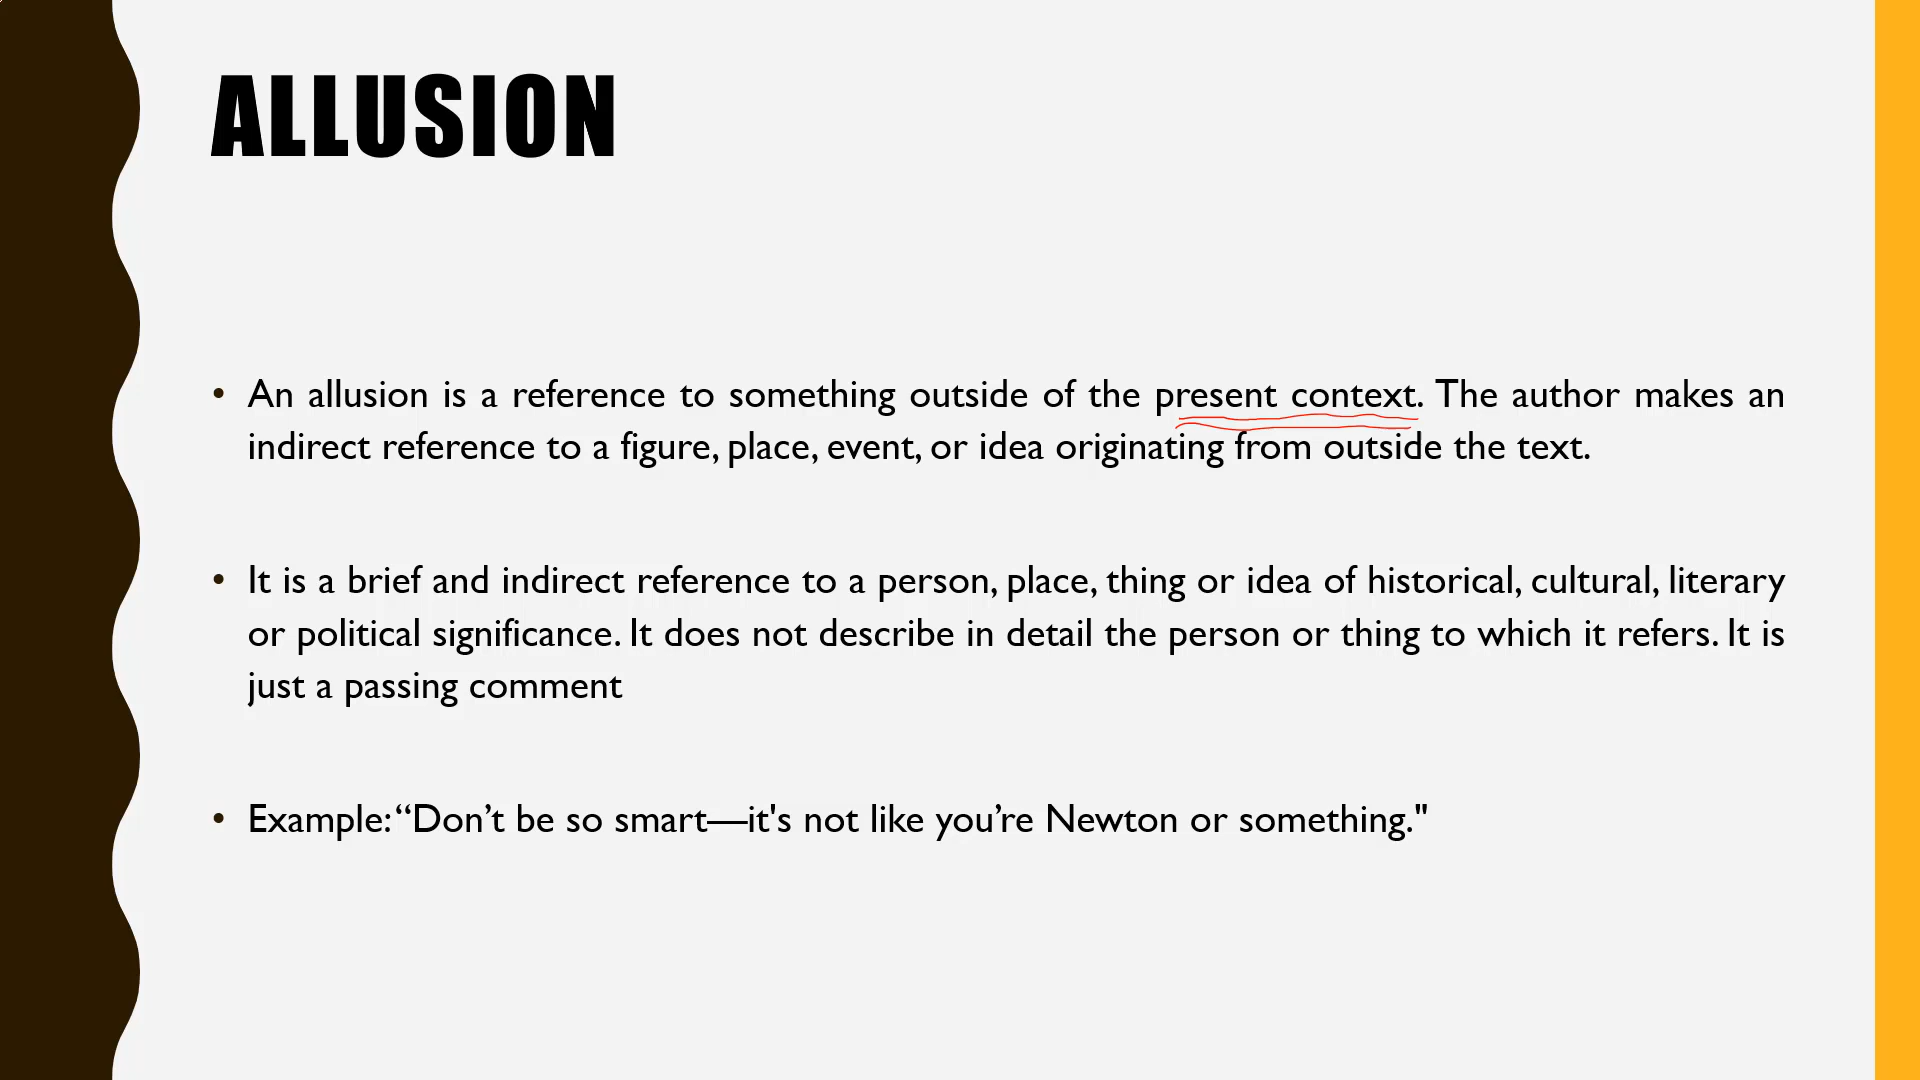 ALLUSION
• An allusion is a reference to something outside of the present context. The author makes an
indirect reference to a figure, place, event, or idea originating from outside the text.
• It is a brief and indirect reference to a person, place, thing or idea of historical, cultural, literary
or political significance. It does not describe in detail the person or thing to which it refers. It is
just a passing comment
• Example: “Don’t be so smart—it's not like you’re Newton or something."